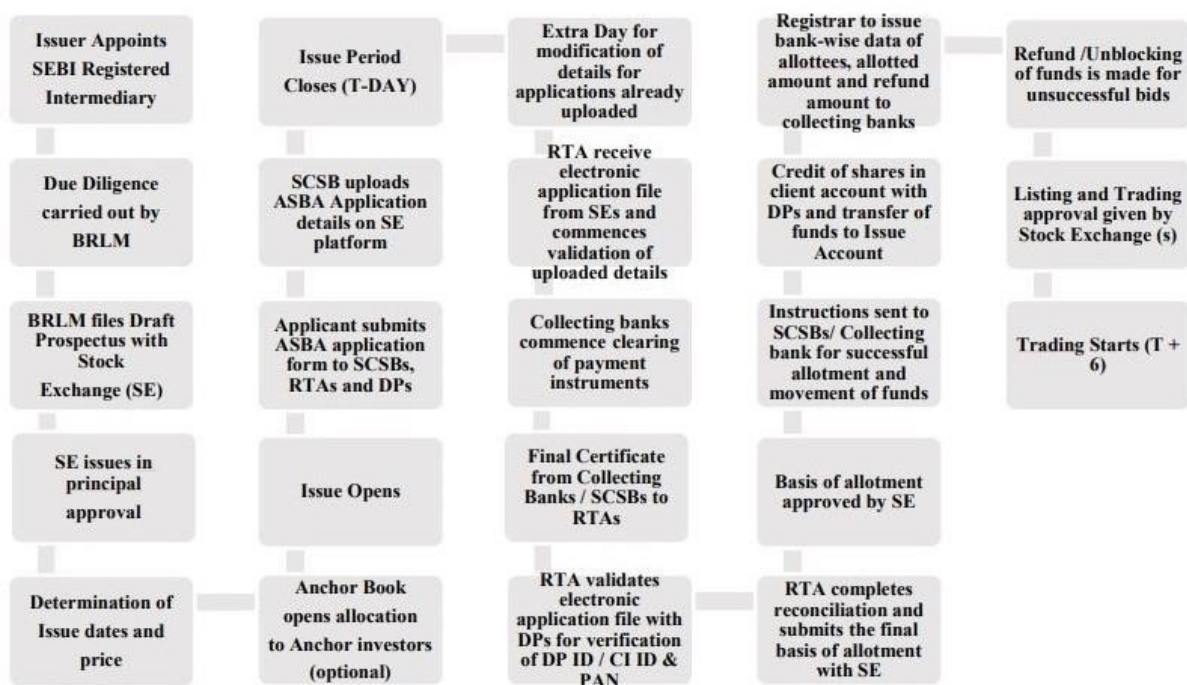 Issuer Appoints
SEBI Registered
Intermediary
Due Diligence
carried out by
BRLM
BRLM files Draft
Prospectus with
Stock
Exchange (SE)
SE issues in
principal
approval
Determination of
Issue dates and
price
Anchor Book
opens allocation
to Anchor investors
(optional)
Issue Opens
Applicant submits
ASBA application
form to SCSBs,
RTAs and DPs
SCSB uploads
ASBA Application
details on SE
platform
Issue Period
Closes (T-DAY)
Extra Day for
modification of
details for
applications already
uploaded
RTA receive
electronic
application file
from SEs and
commences
validation of
uploaded details
Collecting banks
commence clearing
of payment
instruments
Final Certificate
from Collecting
Banks / SCSBs to
RTAs
RTA validates
electronic
application file with
DPs for verification
of DP ID / CI ID &
PAN
RTA completes
reconciliation and
submits the final
basis of allotment
with SE
Basis of allotment
approved by SE
Instructions sent to
SCSBs/ Collecting
bank for successful
allotment and
movement of funds
Credit of shares in
client account with
DPs and transfer of
funds to Issue
Account
Registrar to issue
bank-wise data of
allottees, allotted
amount and refund
amount to
collecting banks
Refund /Unblocking
of funds is made for
unsuccessful bids
Listing and Trading
approval given by
Stock Exchange (s)
Trading Starts (T +
6)